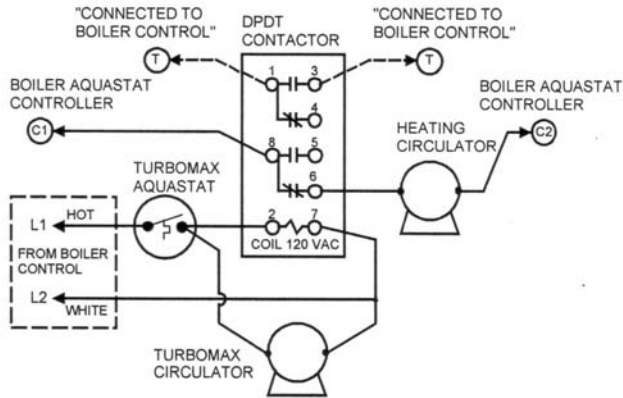 "CONNECTED TO
BOILER CONTROL"
DPDT
CONTACTOR
"CONNECTED TO
BOILER CONTROL"
T
T
1
3
4
BOILER AQUASTAT
CONTROLLER
C1
8
5
6
HEATING
CIRCULATOR
BOILER AQUASTAT
CONTROLLER
C2
TURBOMAX
AQUASTAT
2
7
COIL 120 VAC
L1
HOT
FROM BOILER
CONTROL
L2
WHITE
TURBOMAX
CIRCULATOR